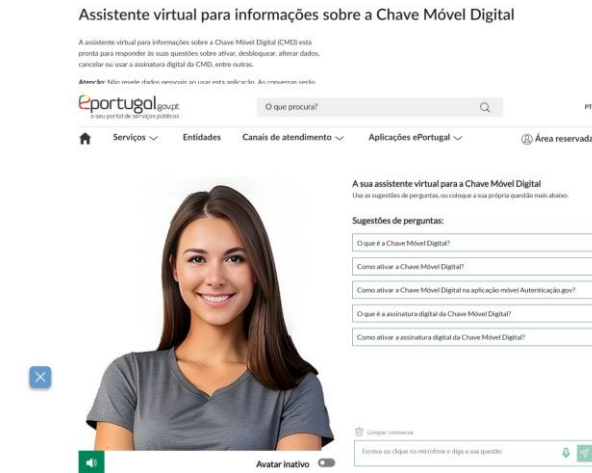 Assistente virtual para informações sobre a Chave Móvel Digital
A assistente virtual para informações sobre a Chave Móvel Digital (CMD) está
pronta para responder às suas questões sobre ativar, desbloquear, alterar dados,
cancelar ou usar a assinatura digital da CMD, entre outras.
Atenção: Não revele dados pessoais ao usar esta aplicação. As conversas serão
eportugal.gov.pt
o seu portal de serviços públicos
O que procura?
PT
Serviços
Entidades
Canais de atendimento
Aplicações ePortugal
Área reservada
A sua assistente virtual para a Chave Móvel Digital
Use as sugestões de perguntas, ou coloque a sua própria questão mais abaixo.
Sugestões de perguntas:
O que é a Chave Móvel Digital?
Como ativar a Chave Móvel Digital?
Como ativar a Chave Móvel Digital na aplicação móvel Autenticação.gov?
O que é a assinatura digital da Chave Móvel Digital?
Como ativar a assinatura digital da Chave Móvel Digital?
Limpar conversa
Escreva ou clique no microfone e diga a sua questão
Avatar inativo